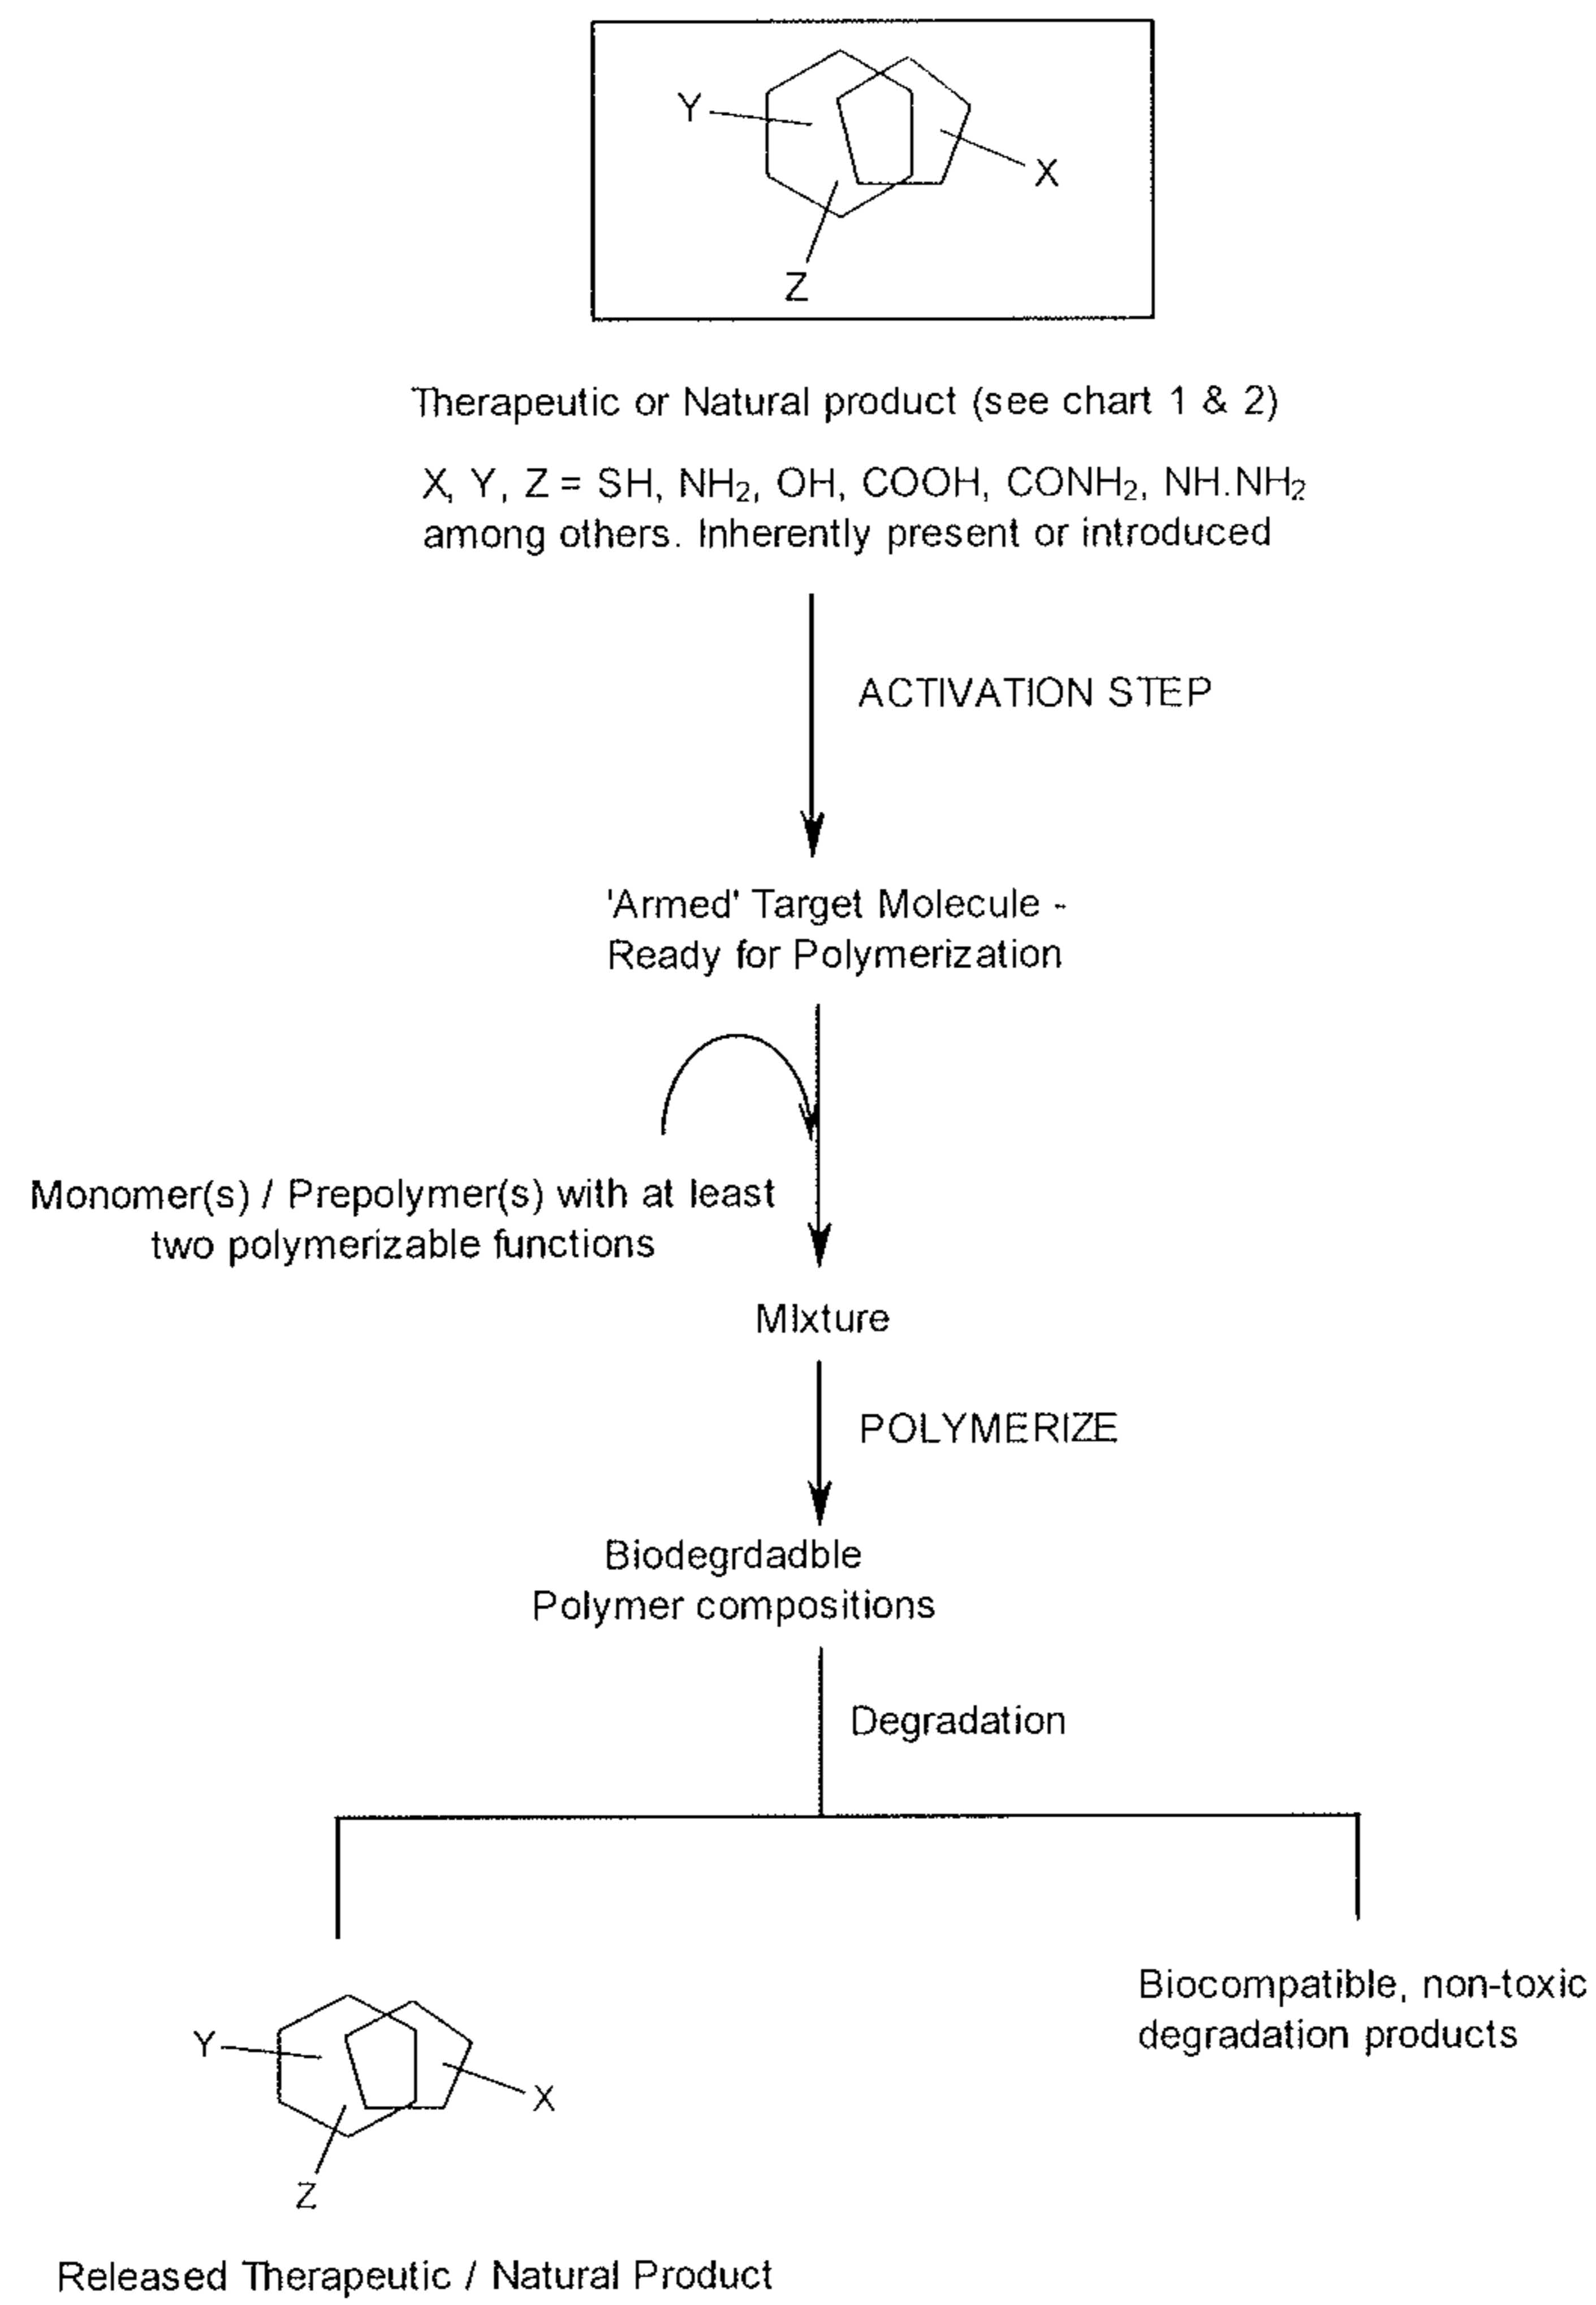 Y
X
Z
Therapeutic or Natural product (see chart 1 & 2)
X, Y, Z = SH, NH₂, OH, COOH, CONH₂, NH.NH₂
among others. Inherently present or introduced
ACTIVATION STEP
'Armed' Target Molecule -
Ready for Polymerization
Monomer(s) / Prepolymer(s) with at least
two polymerizable functions
MIxture
POLYMERIZE
Biodegrdadble
Polymer compositions
Degradation
Biocompatible, non-toxic
degradation products
Y
X
Z
Released Therapeutic / Natural Product